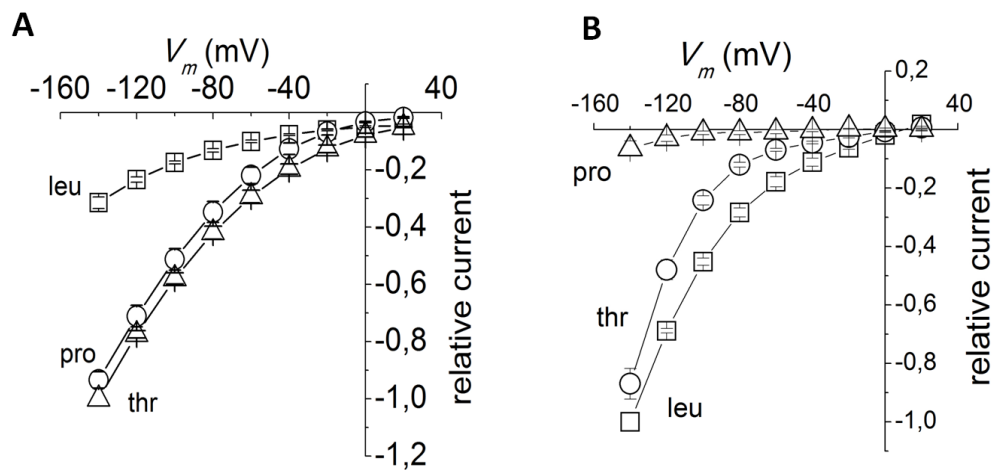 A
V_m (mV)
-160 -120 -80 -40 40
-0,2
-0,4
-0,6
-0,8
-1,0
-1,2
relative current
leu
pro
thr
B
V_m (mV)
-160 -120 -80 -40 40
0,2
-0,2
-0,4
-0,6
-0,8
-1,0
relative current
pro
thr
leu